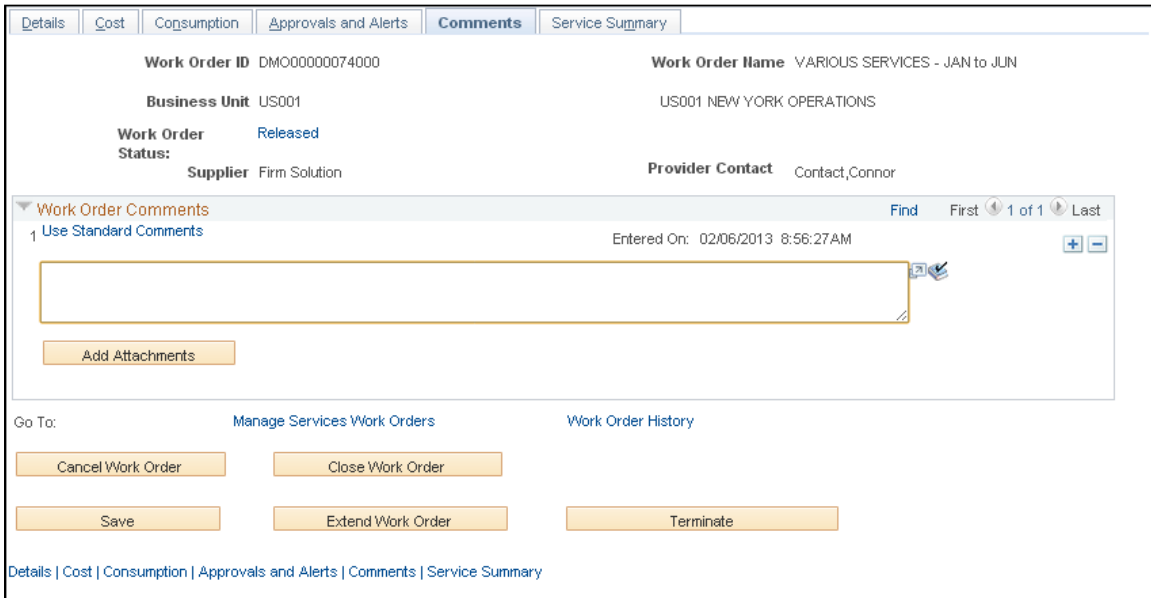 Details Cost Consumption Approvals and Alerts Comments Service Summary
Work Order ID DMO00000074000 Work Order Name VARIOUS SERVICES - JAN to JUN
Business Unit US001 US001 NEW YORK OPERATIONS
Work Order Status: Released
Supplier Firm Solution Provider Contact Contact,Connor
Work Order Comments Find First 1 of 1 Last
1 Use Standard Comments Entered On: 02/06/2013 8:56:27AM
Add Attachments
Go To: Manage Services Work Orders Work Order History
Cancel Work Order Close Work Order
Save Extend Work Order Terminate
Details | Cost | Consumption | Approvals and Alerts | Comments | Service Summary